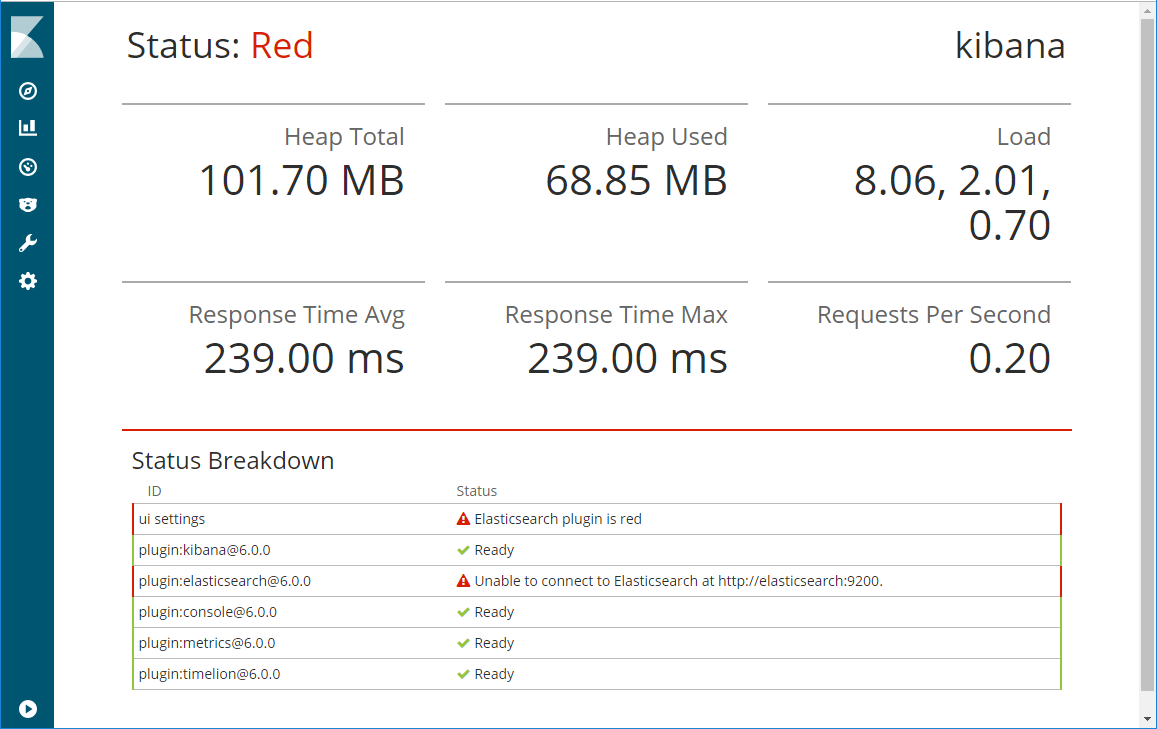 Status: Red
kibana
Heap Total
101.70 MB
Heap Used
68.85 MB
Load
8.06, 2.01,
0.70
Response Time Avg
239.00 ms
Response Time Max
239.00 ms
Requests Per Second
0.20
Status Breakdown
ID Status
ui settings Elasticsearch plugin is red
plugin:kibana@6.0.0 Ready
plugin:elasticsearch@6.0.0 Unable to connect to Elasticsearch at http://elasticsearch:9200.
plugin:console@6.0.0 Ready
plugin:metrics@6.0.0 Ready
plugin:timelion@6.0.0 Ready